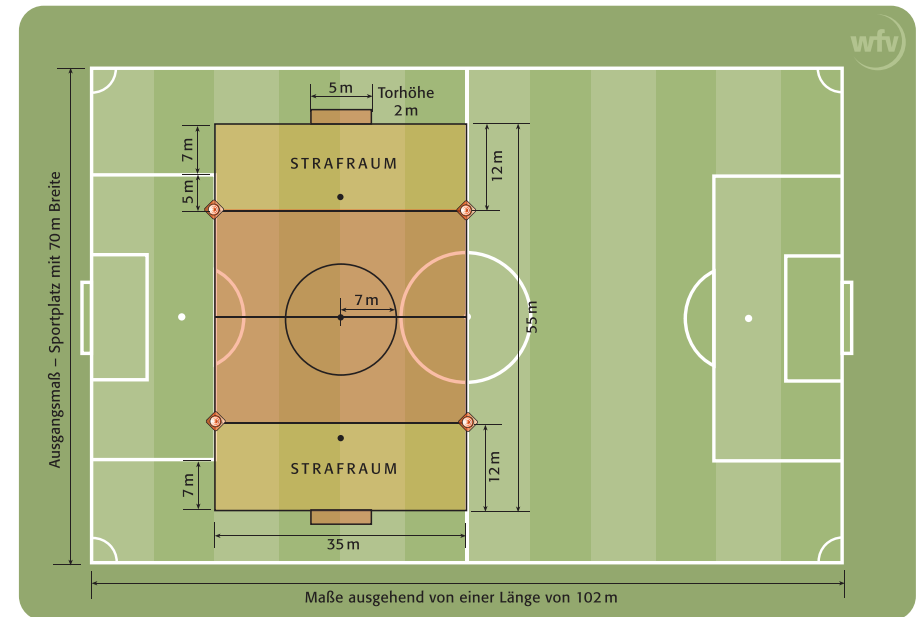 wfv
5 m
Torhöhe
2 m
7 m
STRAFRAUM
12 m
5 m
Ausgangsmaß – Sportplatz mit 70 m Breite
7 m
55 m
12 m
STRAFRAUM
7 m
35 m
Maße ausgehend von einer Länge von 102 m